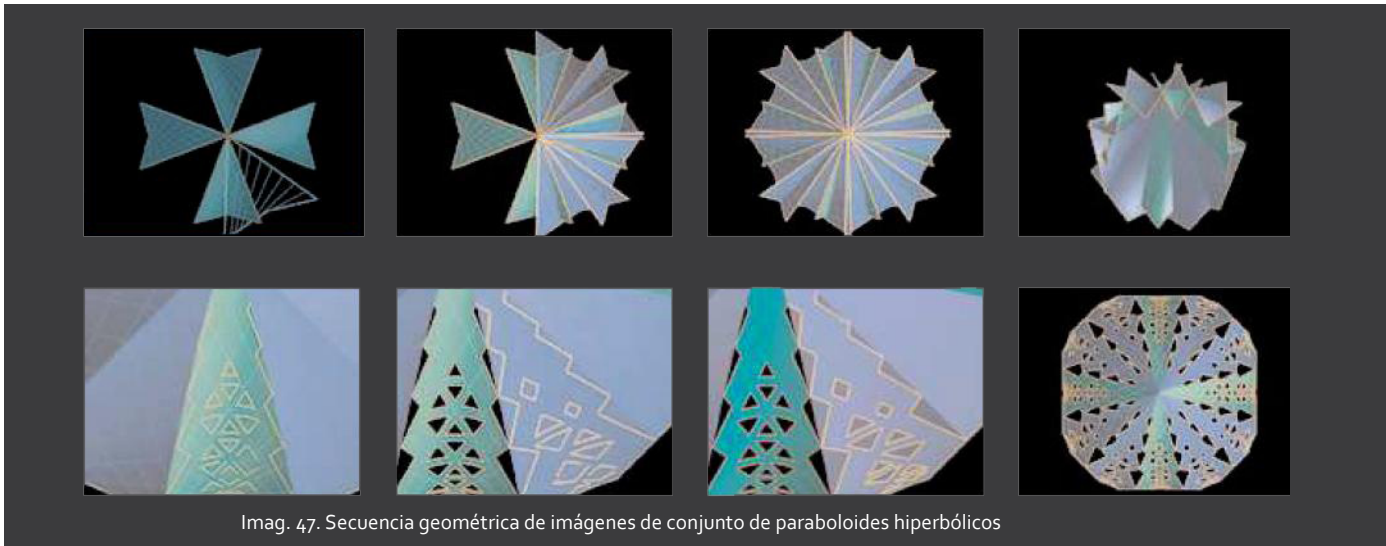 Imag. 47. Secuencia geométrica de imágenes de conjunto de paraboloides hiperbólicos